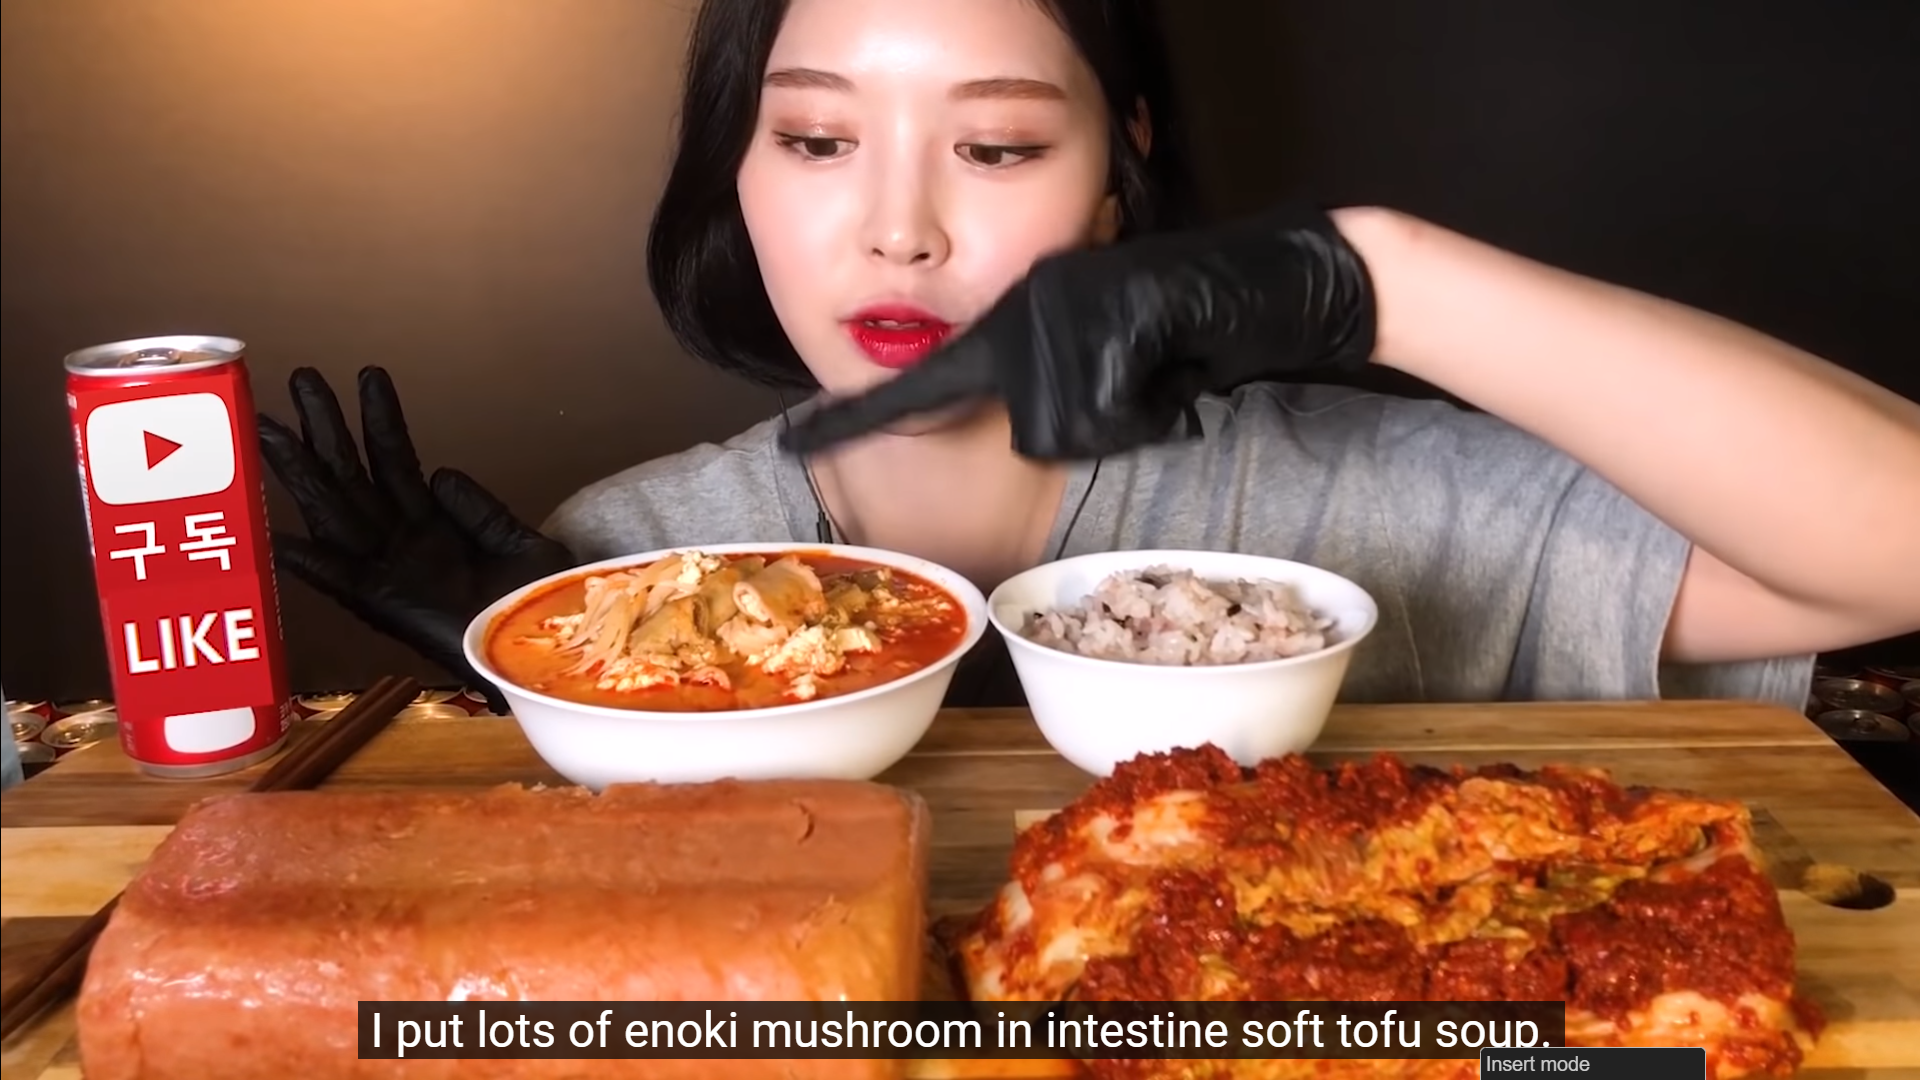 구독
LIKE
I put lots of enoki mushroom in intestine soft tofu soup.
Insert mode